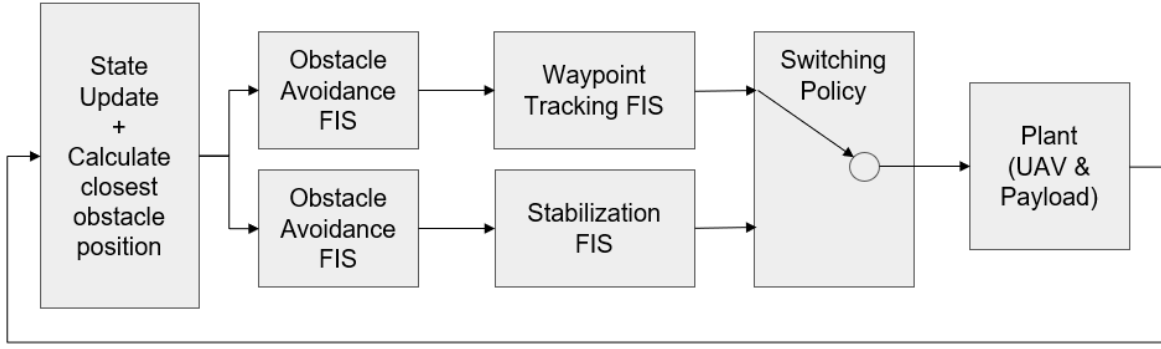 State
Update
+
Calculate
closest
obstacle
position
Obstacle
Avoidance
FIS
Waypoint
Tracking FIS
Switching
Policy
Plant
(UAV &
Payload)
Obstacle
Avoidance
FIS
Stabilization
FIS